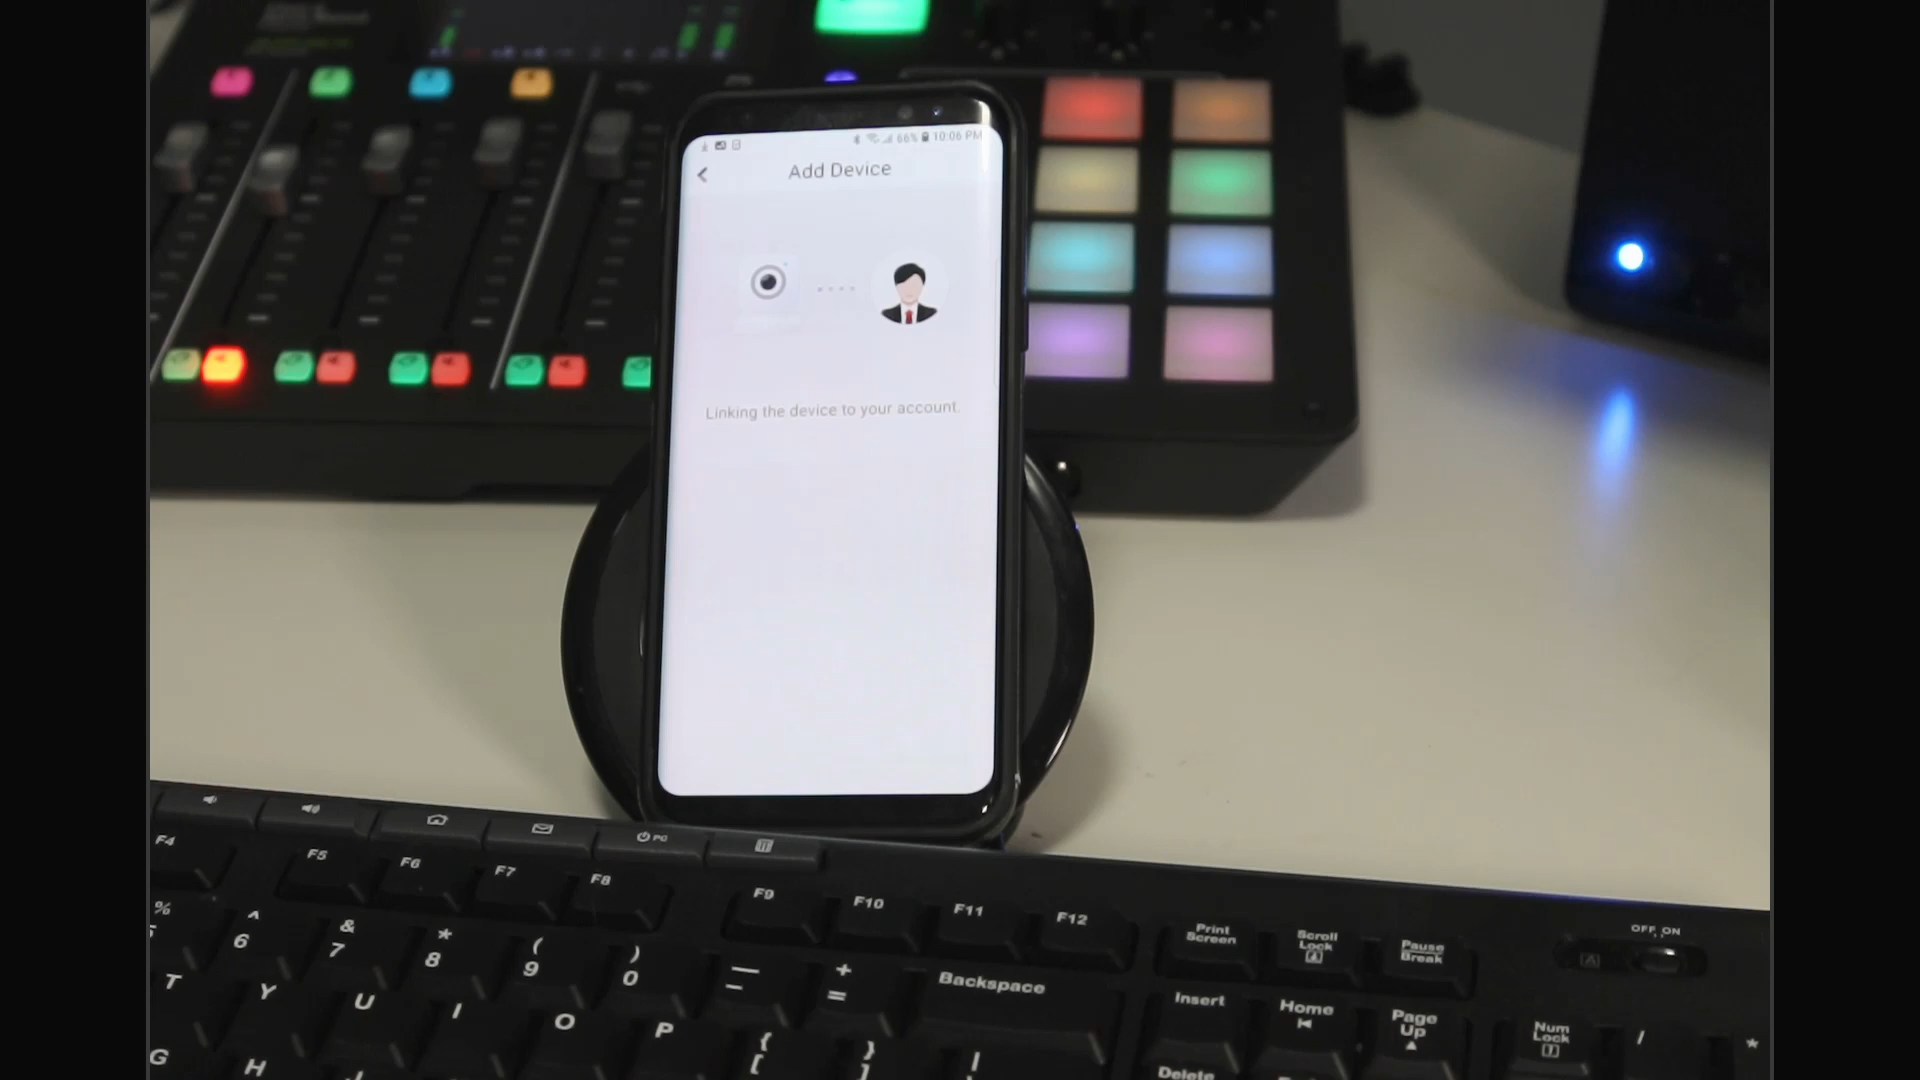 66% 10:06 PM
Add Device
Linking the device to your account.
PC
F4 F5 F6 F7 F8 F9 F10 F11 F12
Print
Screen
Scroll
Lock
Pause
Break
OFF ON
% ^ & * ( ) — +
6 7 8 9 0 - =
Backspace
Insert
Home
Page
Up
Num
Lock
/ *
T Y U I O P { } |
[ ]
G H
Delete